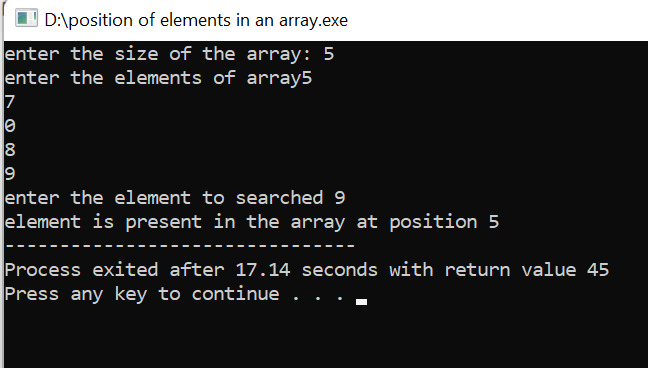 D:\position of elements in an array.exe
enter the size of the array: 5
enter the elements of array5
7
0
8
9
enter the element to searched 9
element is present in the array at position 5
--------------------------------
Process exited after 17.14 seconds with return value 45
Press any key to continue . . .